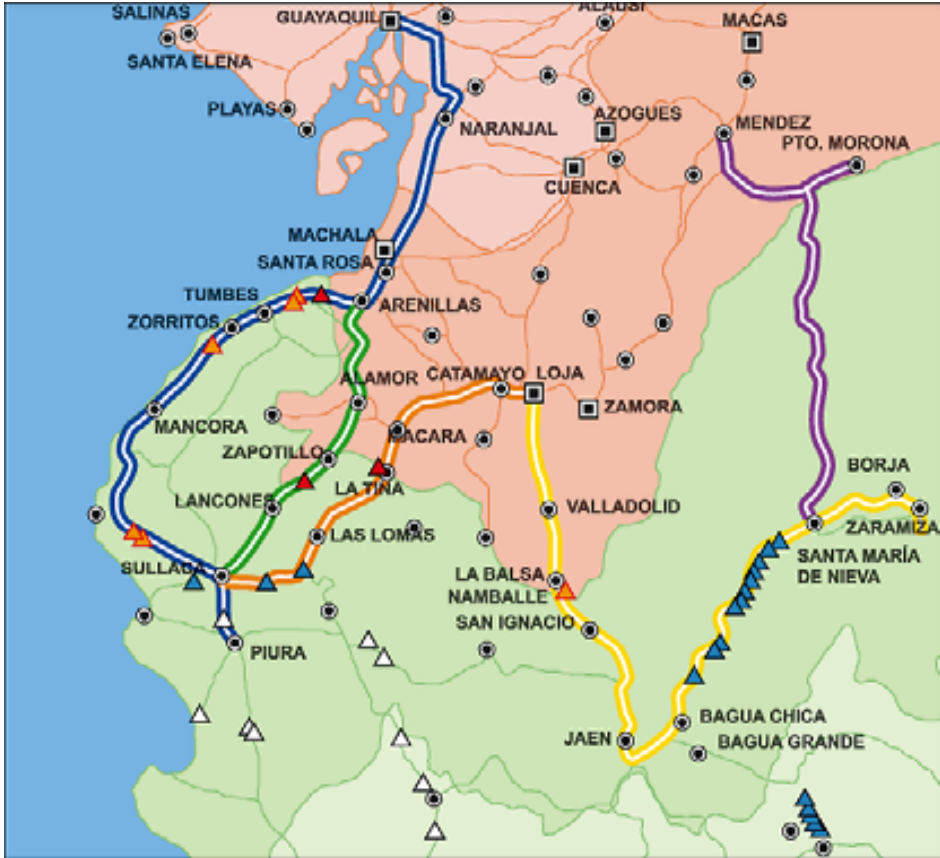 SALINAS
GUAYAQUIL
ALAUSI
MACAS
SANTA ELENA
PLAYAS
NARANJAL
AZOGUES
MENDEZ
PTO. MORONA
CUENCA
MACHALA
SANTA ROSA
TUMBES
ARENILLAS
ZORRITOS
ALAMOR
CATAMAYO
LOJA
MANCORA
MACARA
ZAMORA
ZAPOTILLO
LANCONES
LA TINA
BORJA
VALLADOLID
ZARAMIZA
LAS LOMAS
SANTA MARÍA
DE NIEVA
SULLANA
LA BALSA
NAMBALLE
SAN IGNACIO
PIURA
BAGUA CHICA
JAEN
BAGUA GRANDE